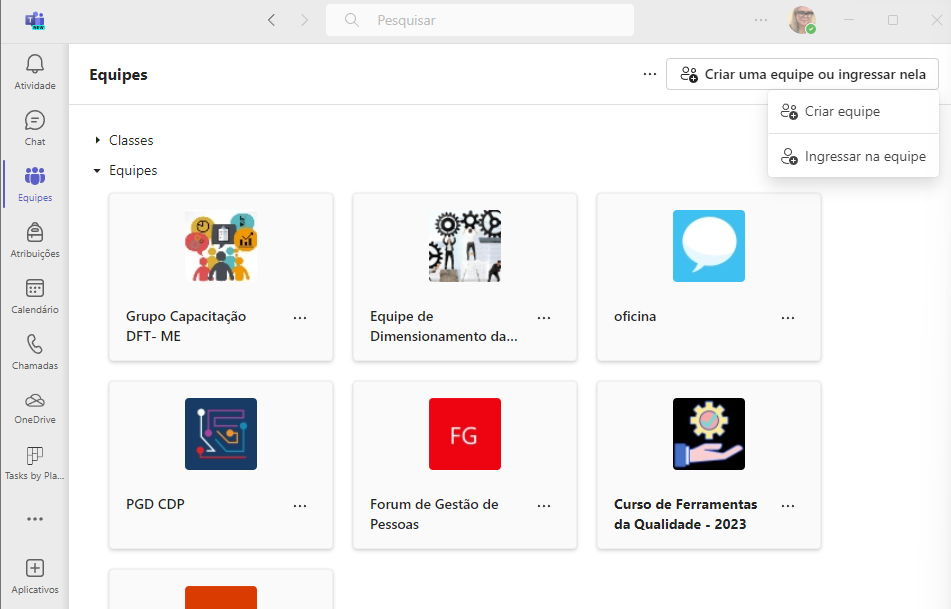 NEW
Pesquisar
Atividade
Chat
Equipes
Atribuições
Calendário
Chamadas
OneDrive
Tasks by Pla...
Aplicativos
Equipes
Criar uma equipe ou ingressar nela
Criar equipe
Ingressar na equipe
Classes
Equipes
Grupo Capacitação
DFT- ME
Equipe de
Dimensionamento da...
oficina
PGD CDP
FG
Forum de Gestão de
Pessoas
Curso de Ferramentas
da Qualidade - 2023